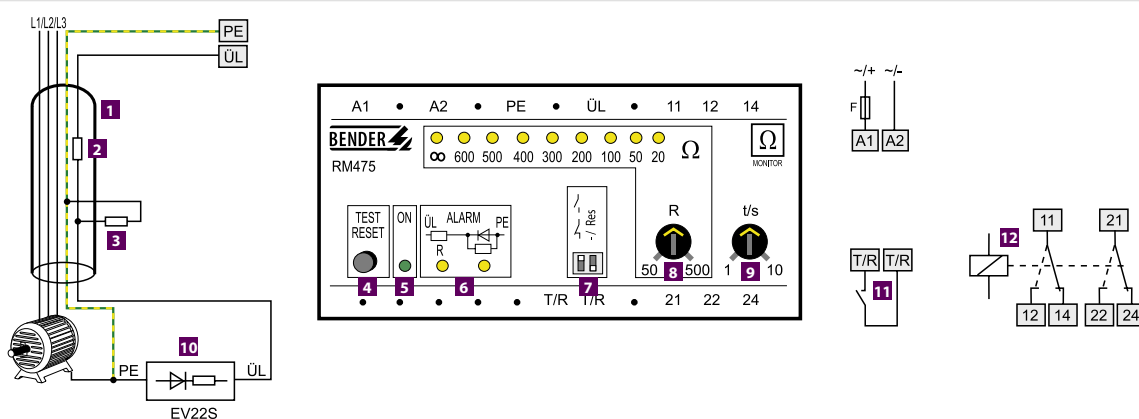 L1/L2/L3
PE
ÜL
1
2
3
PE
10
ÜL
EV22S
A1 • A2 • PE • ÜL • 11 12 14
BENDER
RM475
∞ 600 500 400 300 200 100 50 20 Ω
Ω
MONITOR
TEST
RESET
ON
ALARM
ÜL
PE
R
-/ Res
R
50 500
t/s
1 10
4
5
6
7
8
9
• • • • • T/R T/R • 21 22 24
~/+ ~/-
F
A1 A2
T/R T/R
11
12
11
21
12 14 22 24